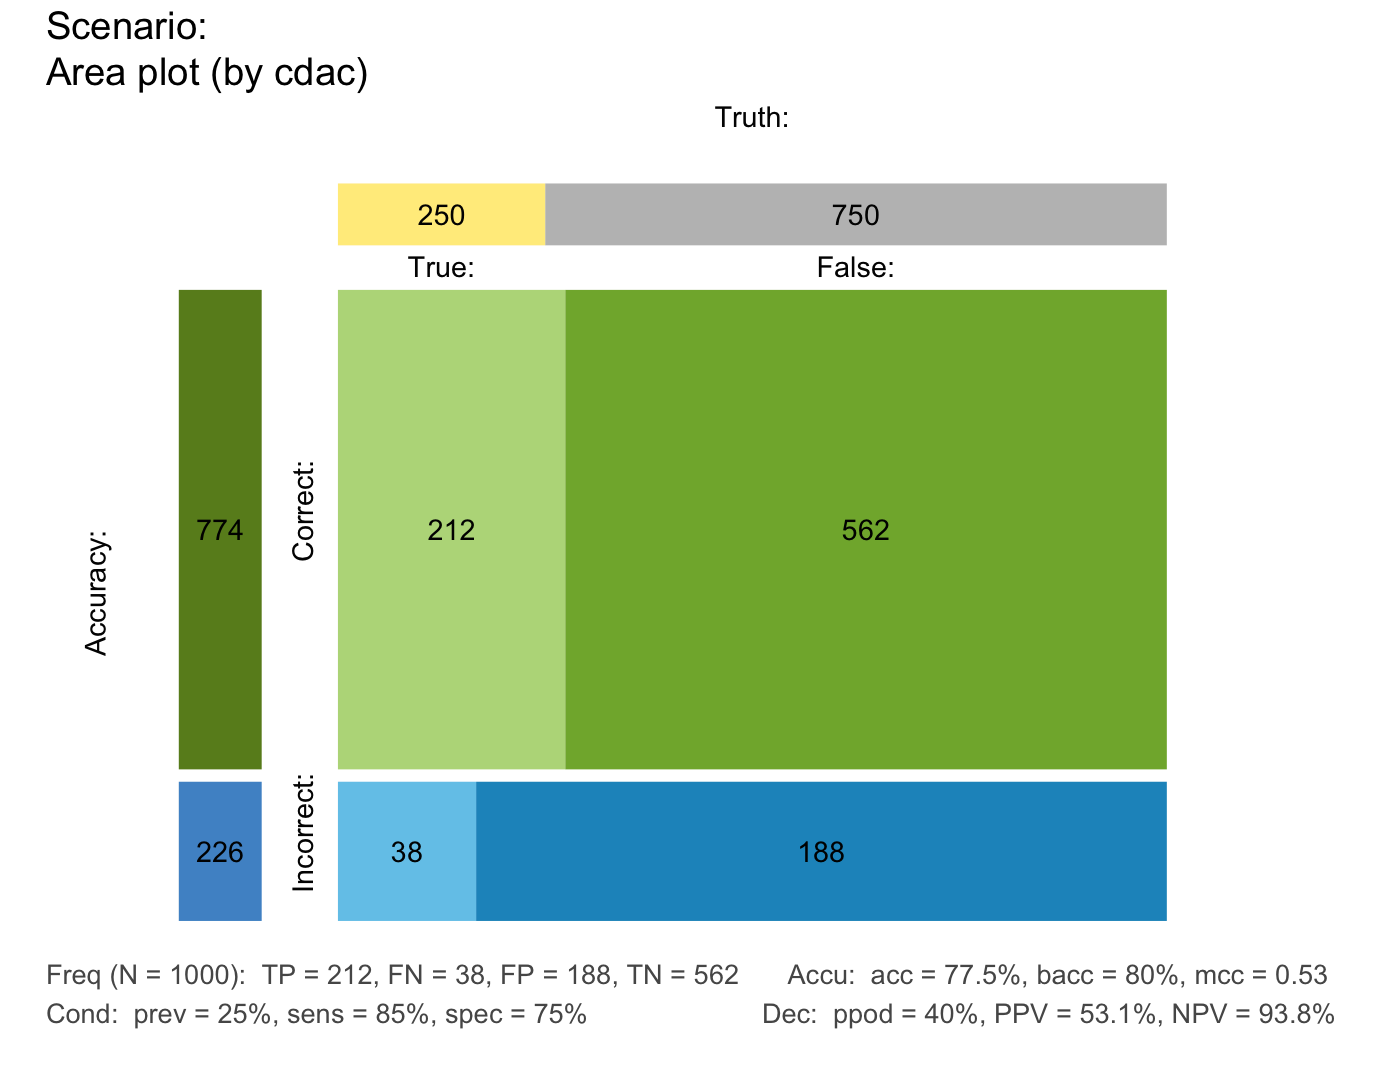 Scenario:
Area plot (by cdac)
Truth:
250 750
True: False:
Accuracy:
774 Correct: 212 562
226 Incorrect: 38 188
Freq (N = 1000): TP = 212, FN = 38, FP = 188, TN = 562 Accu: acc = 77.5%, bacc = 80%, mcc = 0.53
Cond: prev = 25%, sens = 85%, spec = 75% Dec: ppod = 40%, PPV = 53.1%, NPV = 93.8%